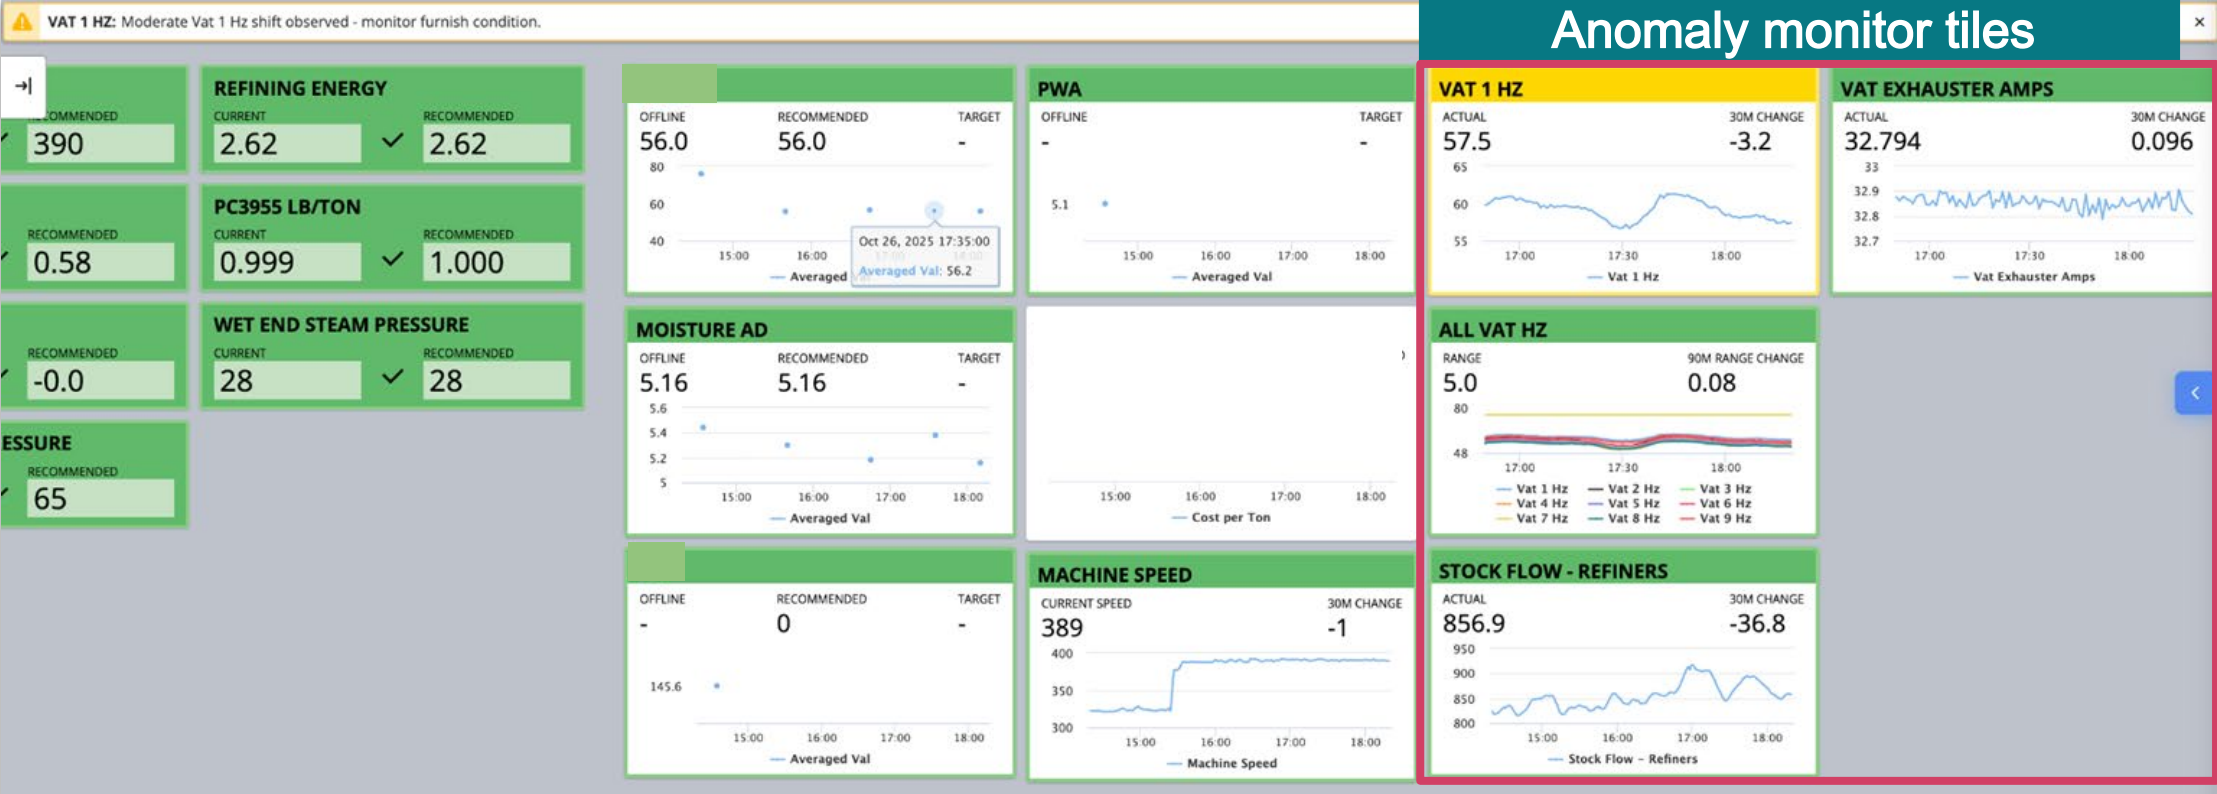 VAT 1 HZ: Moderate Vat 1 Hz shift observed - monitor furnish condition.
Anomaly monitor tiles
×
RECOMMENDED
390
RECOMMENDED
0.58
RECOMMENDED
-0.0
ESSURE
RECOMMENDED
65
REFINING ENERGY
CURRENT RECOMMENDED
2.62 2.62
PC3955 LB/TON
CURRENT RECOMMENDED
0.999 1.000
WET END STEAM PRESSURE
CURRENT RECOMMENDED
28 28
OFFLINE RECOMMENDED TARGET
56.0 56.0 -
80
60
40
15:00 16:00
Oct 26, 2025 17:35:00
Averaged Val: 56.2
Averaged
MOISTURE AD
OFFLINE RECOMMENDED TARGET
5.16 5.16 -
5.6
5.4
5.2
5
15:00 16:00 17:00 18:00
Averaged Val
OFFLINE RECOMMENDED TARGET
- 0 -
145.6
15:00 16:00 17:00 18:00
Averaged Val
PWA
OFFLINE TARGET
- -
5.1
15:00 16:00 17:00 18:00
Averaged Val
15:00 16:00 17:00 18:00
Cost per Ton
MACHINE SPEED
CURRENT SPEED 30M CHANGE
389 -1
400
350
300
15:00 16:00 17:00 18:00
Machine Speed
VAT 1 HZ
ACTUAL 30M CHANGE
57.5 -3.2
65
60
55
17:00 17:30 18:00
Vat 1 Hz
ALL VAT HZ
RANGE 90M RANGE CHANGE
5.0 0.08
80
48
17:00 17:30 18:00
Vat 1 Hz Vat 2 Hz Vat 3 Hz
Vat 4 Hz Vat 5 Hz Vat 6 Hz
Vat 7 Hz Vat 8 Hz Vat 9 Hz
STOCK FLOW - REFINERS
ACTUAL 30M CHANGE
856.9 -36.8
950
900
850
800
15:00 16:00 17:00 18:00
Stock Flow - Refiners
VAT EXHAUSTER AMPS
ACTUAL 30M CHANGE
32.794 0.096
33
32.9
32.8
32.7
17:00 17:30 18:00
Vat Exhauster Amps